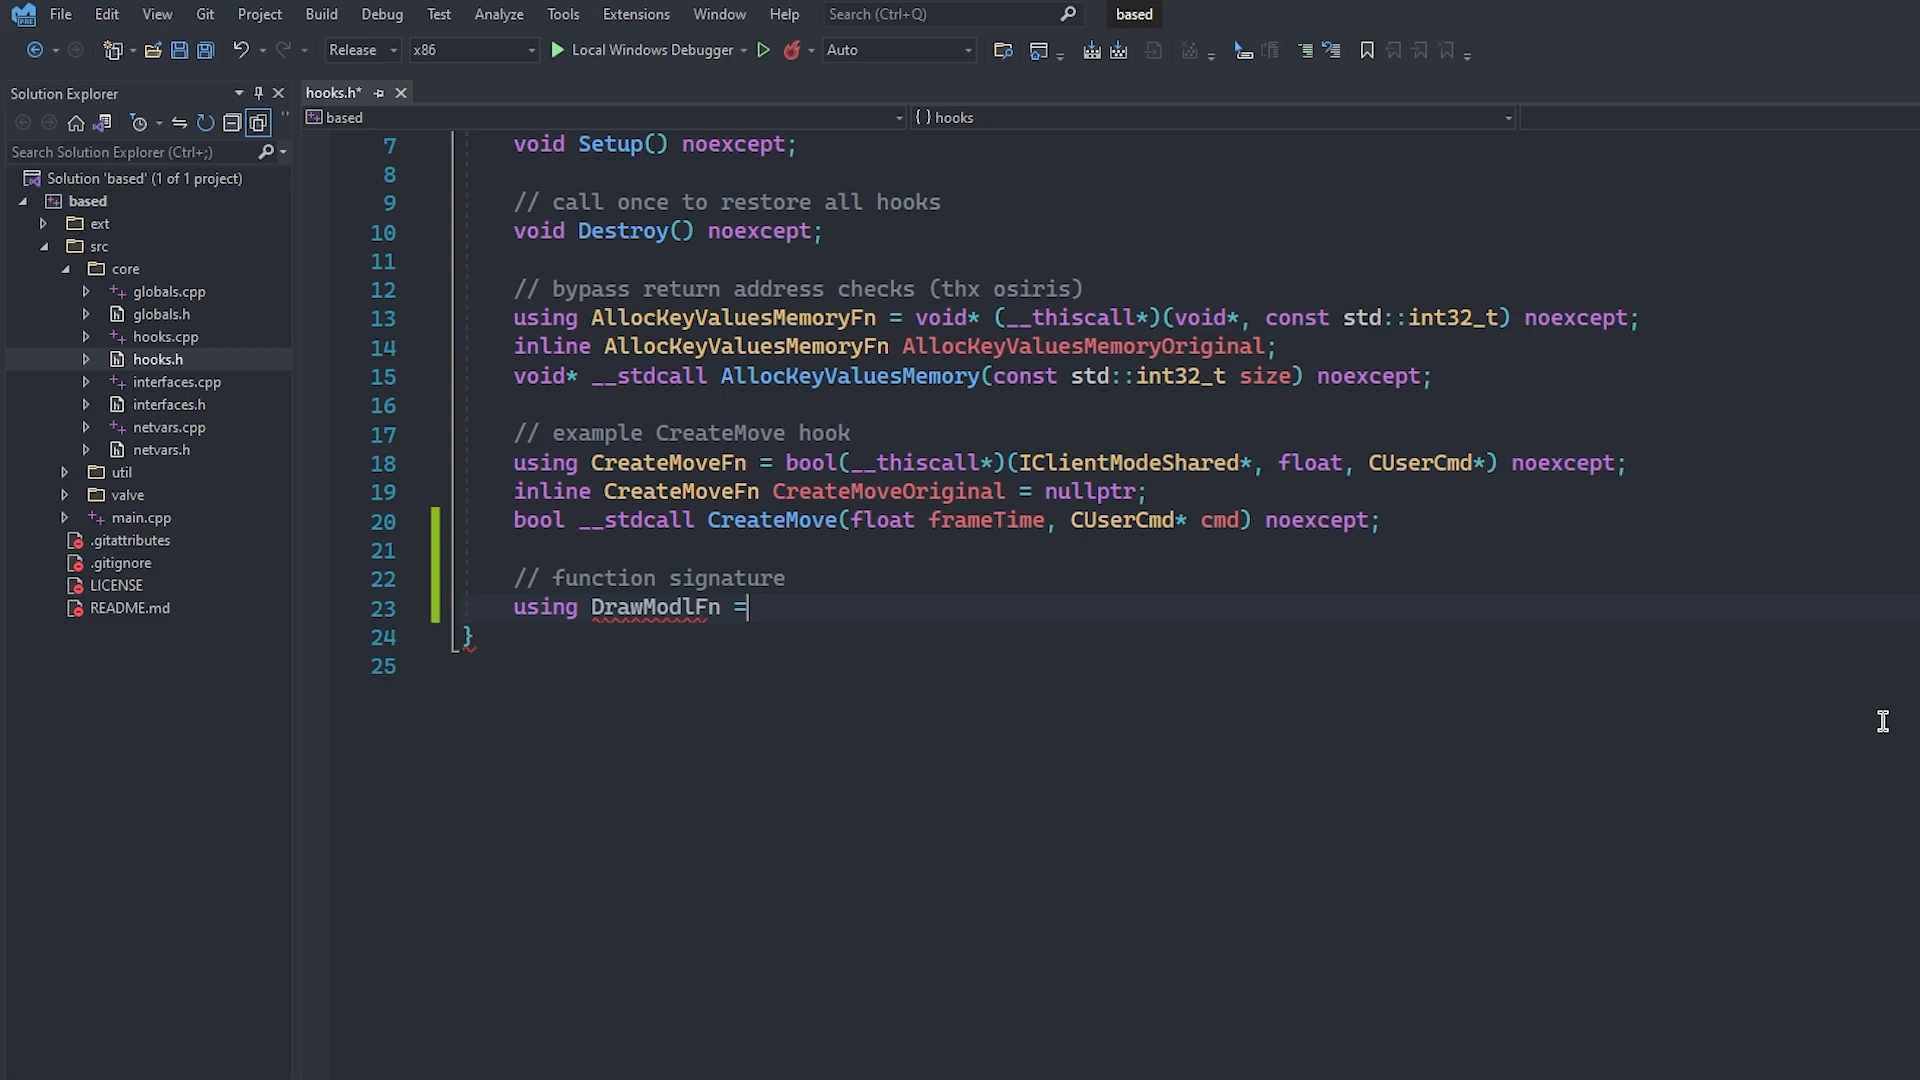 File Edit View Git Project Build Debug Test Analyze Tools Extensions Window Help Search (Ctrl+Q) based
Release x86 Local Windows Debugger Auto
Solution Explorer
Search Solution Explorer (Ctrl+;)
Solution 'based' (1 of 1 project)
based
ext
src
core
globals.cpp
globals.h
hooks.cpp
hooks.h
interfaces.cpp
interfaces.h
netvars.cpp
netvars.h
util
valve
main.cpp
.gitattributes
.gitignore
LICENSE
README.md
hooks.h*
based { } hooks
7 void Setup() noexcept;
8
9 // call once to restore all hooks
10 void Destroy() noexcept;
11
12 // bypass return address checks (thx osiris)
13 using AllocKeyValuesMemoryFn = void* (__thiscall*)(void*, const std::int32_t) noexcept;
14 inline AllocKeyValuesMemoryFn AllocKeyValuesMemoryOriginal;
15 void* __stdcall AllocKeyValuesMemory(const std::int32_t size) noexcept;
16
17 // example CreateMove hook
18 using CreateMoveFn = bool(__thiscall*)(IClientModeShared*, float, CUserCmd*) noexcept;
19 inline CreateMoveFn CreateMoveOriginal = nullptr;
20 bool __stdcall CreateMove(float frameTime, CUserCmd* cmd) noexcept;
21
22 // function signature
23 using DrawModlFn =
24 }
25